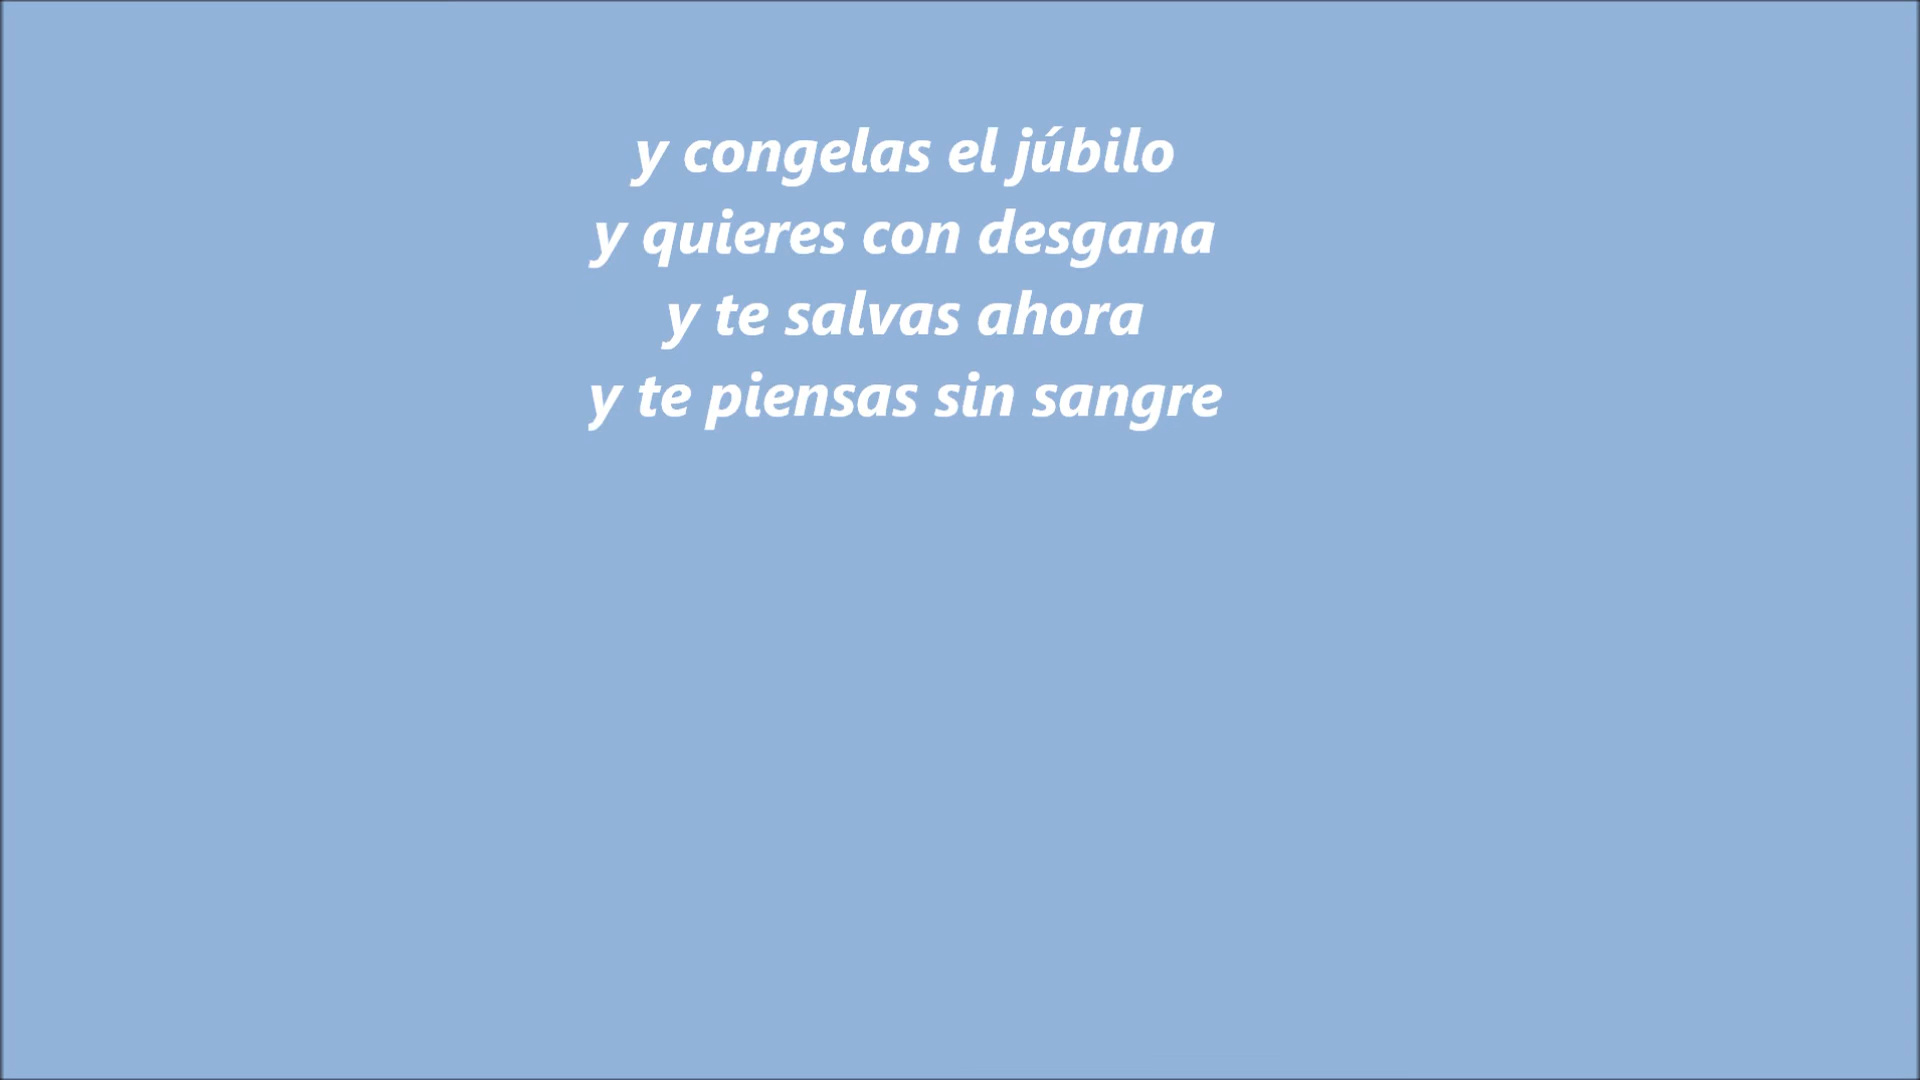 y congelas el júbilo
y quieres con desgana
y te salvas ahora
y te piensas sin sangre